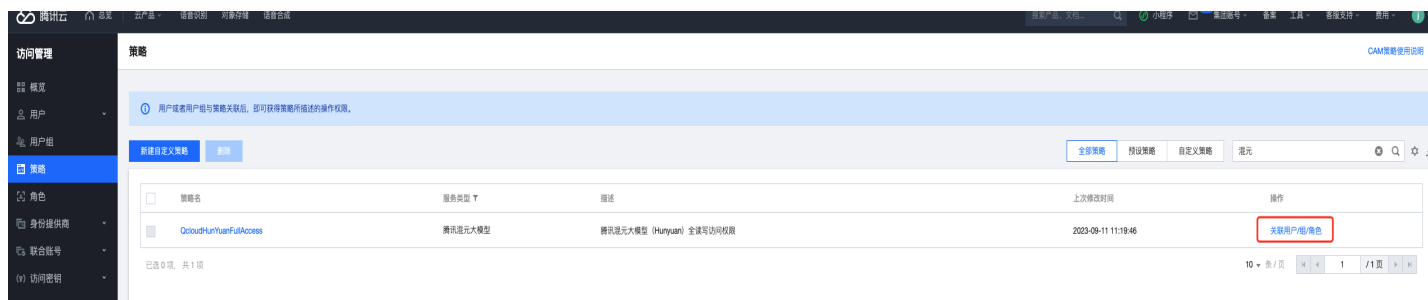 腾讯云 总览 云产品 语音识别 对象存储 语音合成 搜索产品、文档... 小程序 集团账号 备案 工具 客服支持 费用
访问管理
策略 CAM策略使用说明
概览
用户或者用户组与策略关联后，即可获得策略所描述的操作权限。
用户
用户组
新建自定义策略 删除 全部策略 预设策略 自定义策略 混元
策略
策略名 服务类型 描述 上次修改时间 操作
角色
身份提供商
QcloudHunYuanFullAccess 腾讯混元大模型 腾讯混元大模型（Hunyuan）全读写访问权限 2023-09-11 11:19:46 关联用户/组/角色
联合账号
已选 0 项，共 1 项 10 条 / 页 1 / 1 页
访问密钥